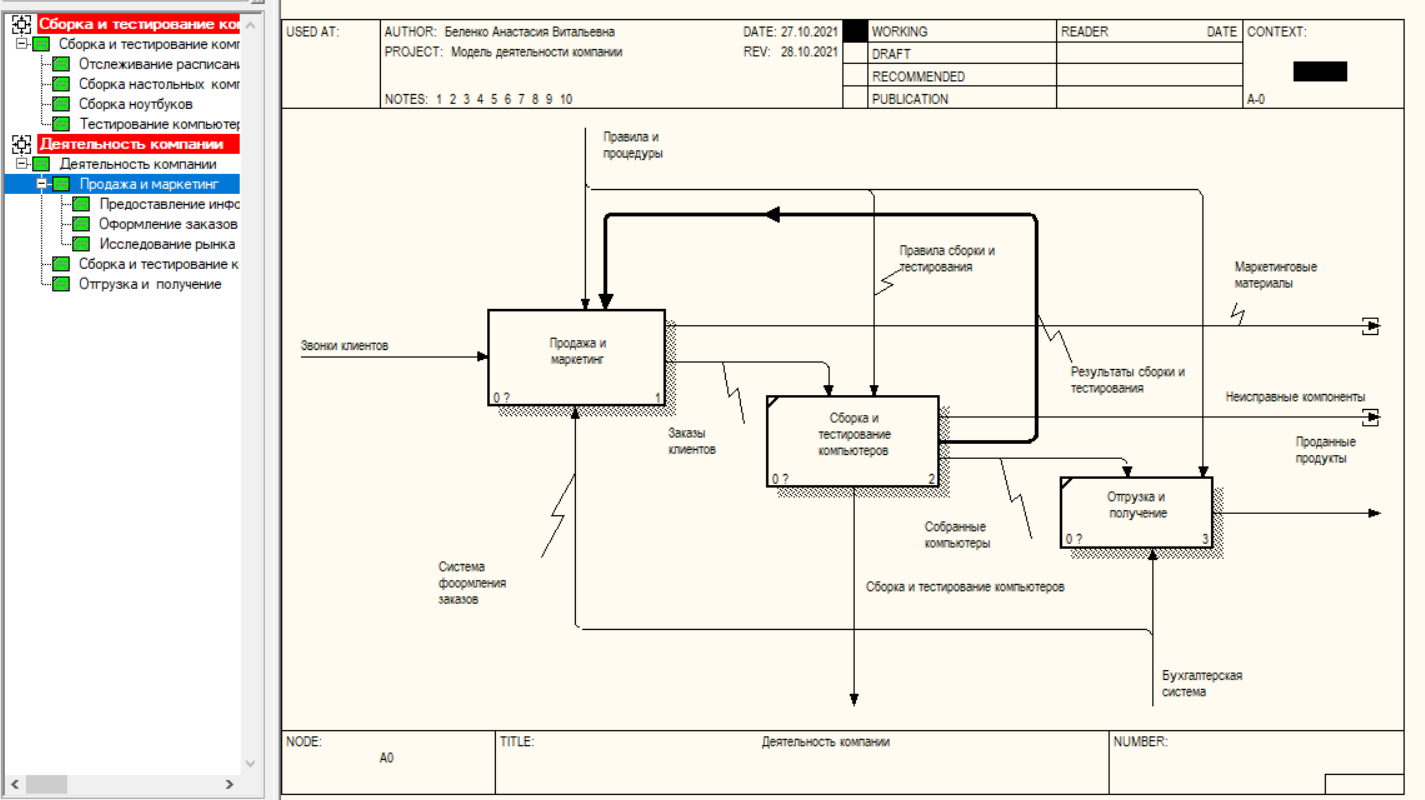 Сборка и тестирование ко
Сборка и тестирование комп
Отслеживание расписани
Сборка настольных комп
Сборка ноутбуков
Тестирование компьютер
Деятельность компании
Деятельность компании
Продажа и маркетинг
Предоставление инфо
Оформление заказов
Исследование рынка
Сборка и тестирование к
Отгрузка и получение
USED AT:
AUTHOR: Беленко Анастасия Витальевна
DATE: 27.10.2021
PROJECT: Модель деятельности компании
REV: 28.10.2021
NOTES: 1 2 3 4 5 6 7 8 9 10
WORKING
DRAFT
RECOMMENDED
PUBLICATION
READER
DATE
CONTEXT:
A-0
Правила и
процедуры
Правила сборки и
тестирования
Маркетинговые
материалы
Звонки клиентов
Продажа и
маркетинг
0 ?
1
Результаты сборки и
тестирования
Неисправные компоненты
Заказы
клиентов
Сборка и
тестирование
компьютеров
0 ?
2
Проданные
продукты
Отгрузка и
получение
0 ?
3
Собранные
компьютеры
Система
фоормления
заказов
Сборка и тестирование компьютеров
Бухгалтерская
система
NODE:
A0
TITLE:
Деятельность компании
NUMBER: